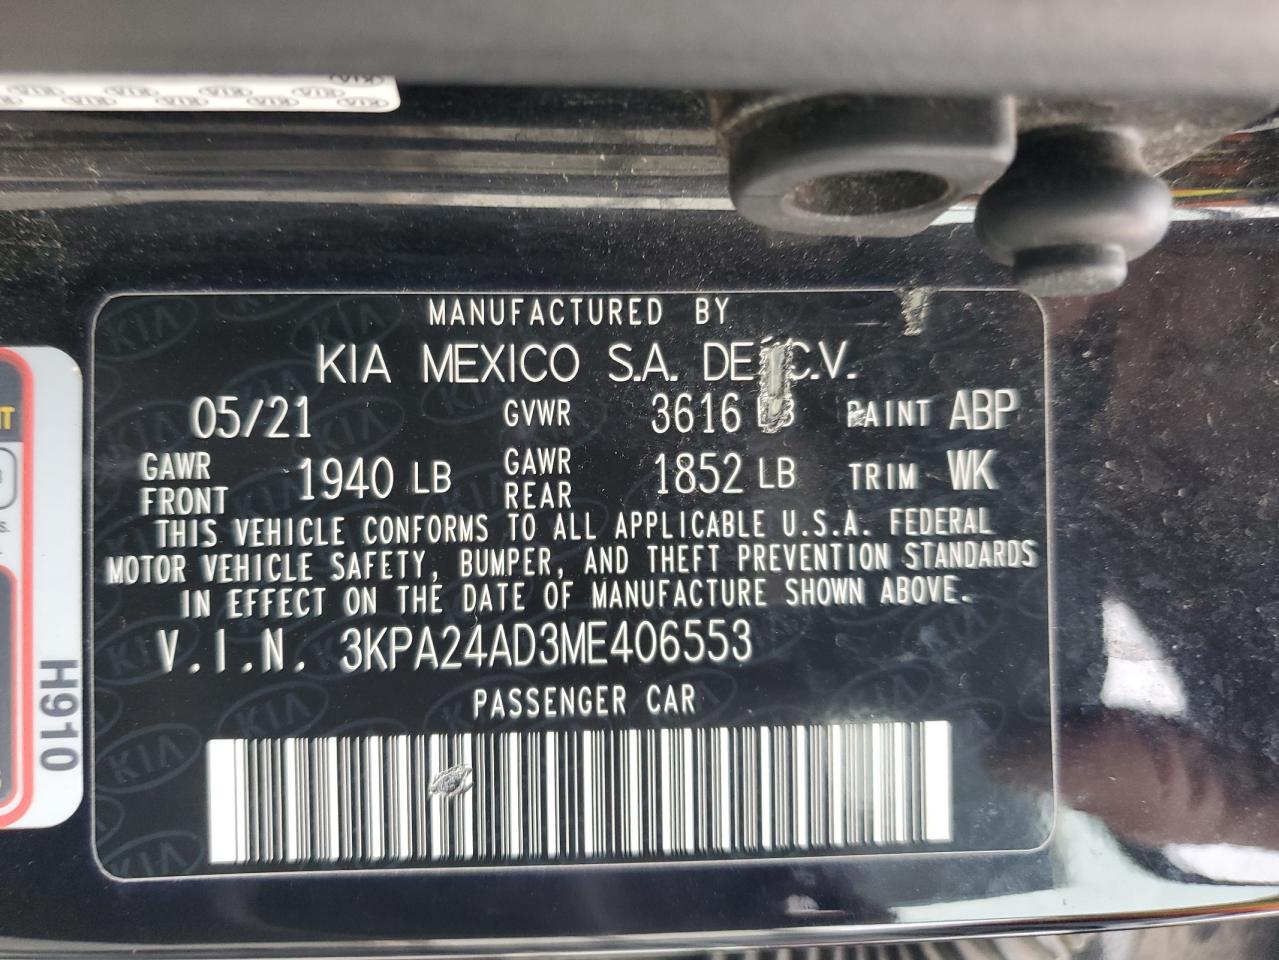 MANUFACTURED BY
KIA MEXICO S.A. DE C.V.
05/21 GVWR 3616 LB PAINT ABP
GAWR FRONT 1940 LB GAWR REAR 1852 LB TRIM WK
THIS VEHICLE CONFORMS TO ALL APPLICABLE U.S.A. FEDERAL
MOTOR VEHICLE SAFETY, BUMPER, AND THEFT PREVENTION STANDARDS
IN EFFECT ON THE DATE OF MANUFACTURE SHOWN ABOVE.
V.I.N. 3KPA24AD3ME406553
PASSENGER CAR
H910